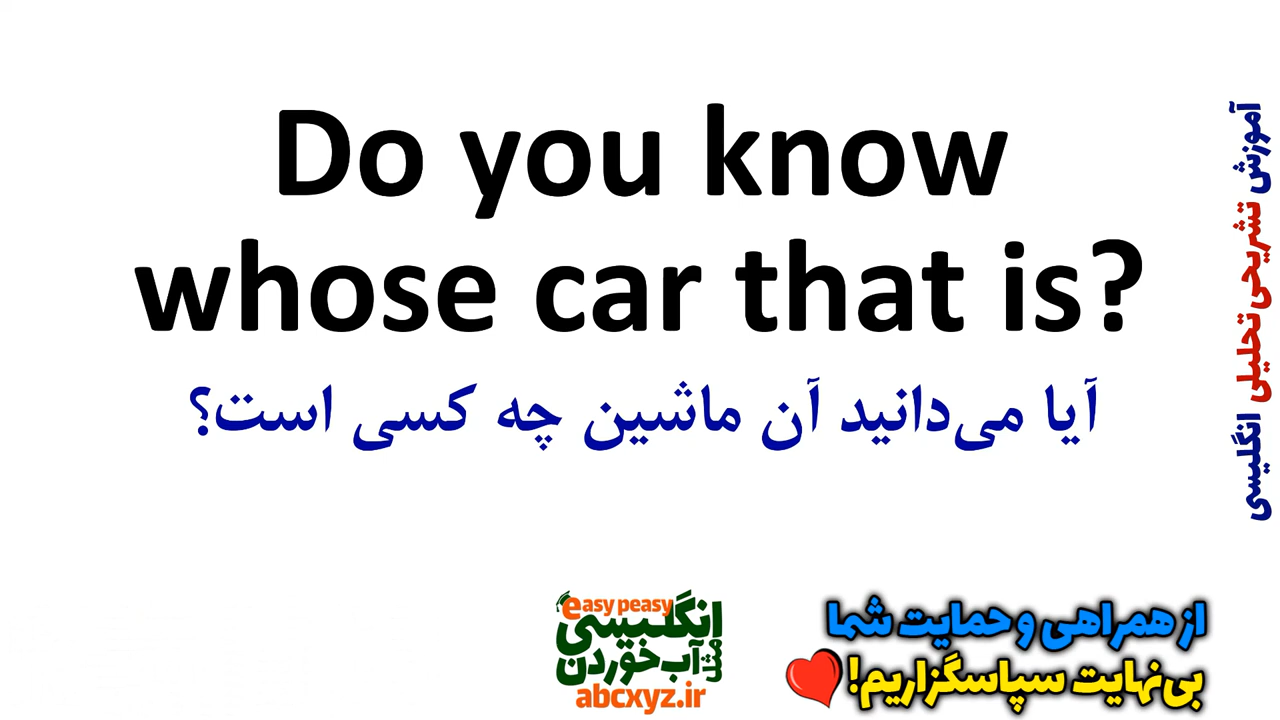 Do you know
whose car that is?
آیا می‌دانید آن ماشین چه کسی است؟
آموزش تشریحی تحلیلی انگلیسی
easy peasy
انگلیسی
مثل آب خوردن
abcxyz.ir
از همراهی و حمایت شما
بی‌نهایت سپاسگزاریم!